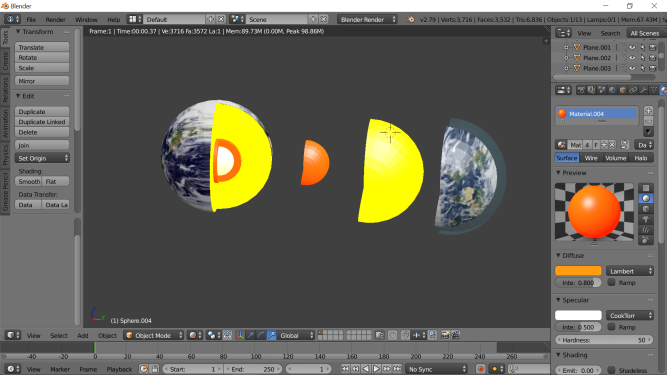 Blender
File Render Window Help Default Scene Blender Render v2.79 | Verts:3,716 | Faces:3,532 | Tris:6,836 | Objects:1/13 | Lamps:0/1 | Mem:67.43M | S
Frame:1 | Time:00:00.37 | Ve:3716 Fa:3572 La:1 | Mem:89.73M (0.00M, Peak 98.86M)
Tools
Create
Relations
Animation
Physics
Grease Pencil
Transform
Translate
Rotate
Scale
Mirror
Edit
Duplicate
Duplicate Linked
Delete
Join
Set Origin
Shading:
Smooth Flat
Data Transfer:
Data Data La
(1) Sphere.004
View Select Add Object Object Mode Global
-40 -20 0 20 40 60 80 100 120 140 160 180 200 220 240 260
View Marker Frame Playback Start: 1 End: 250 1 No Sync
View Search All Scenes
Plane.001
Plane.002
Plane.003
Material.004
Mat 4 F Da
Surface Wire Volume Halo
Preview
Diffuse
Lambert
Inte: 0.800 Ramp
Specular
CookTorr
Inte: 0.500 Ramp
Hardness: 50
Shading
Emit: 0.00 Shadeless